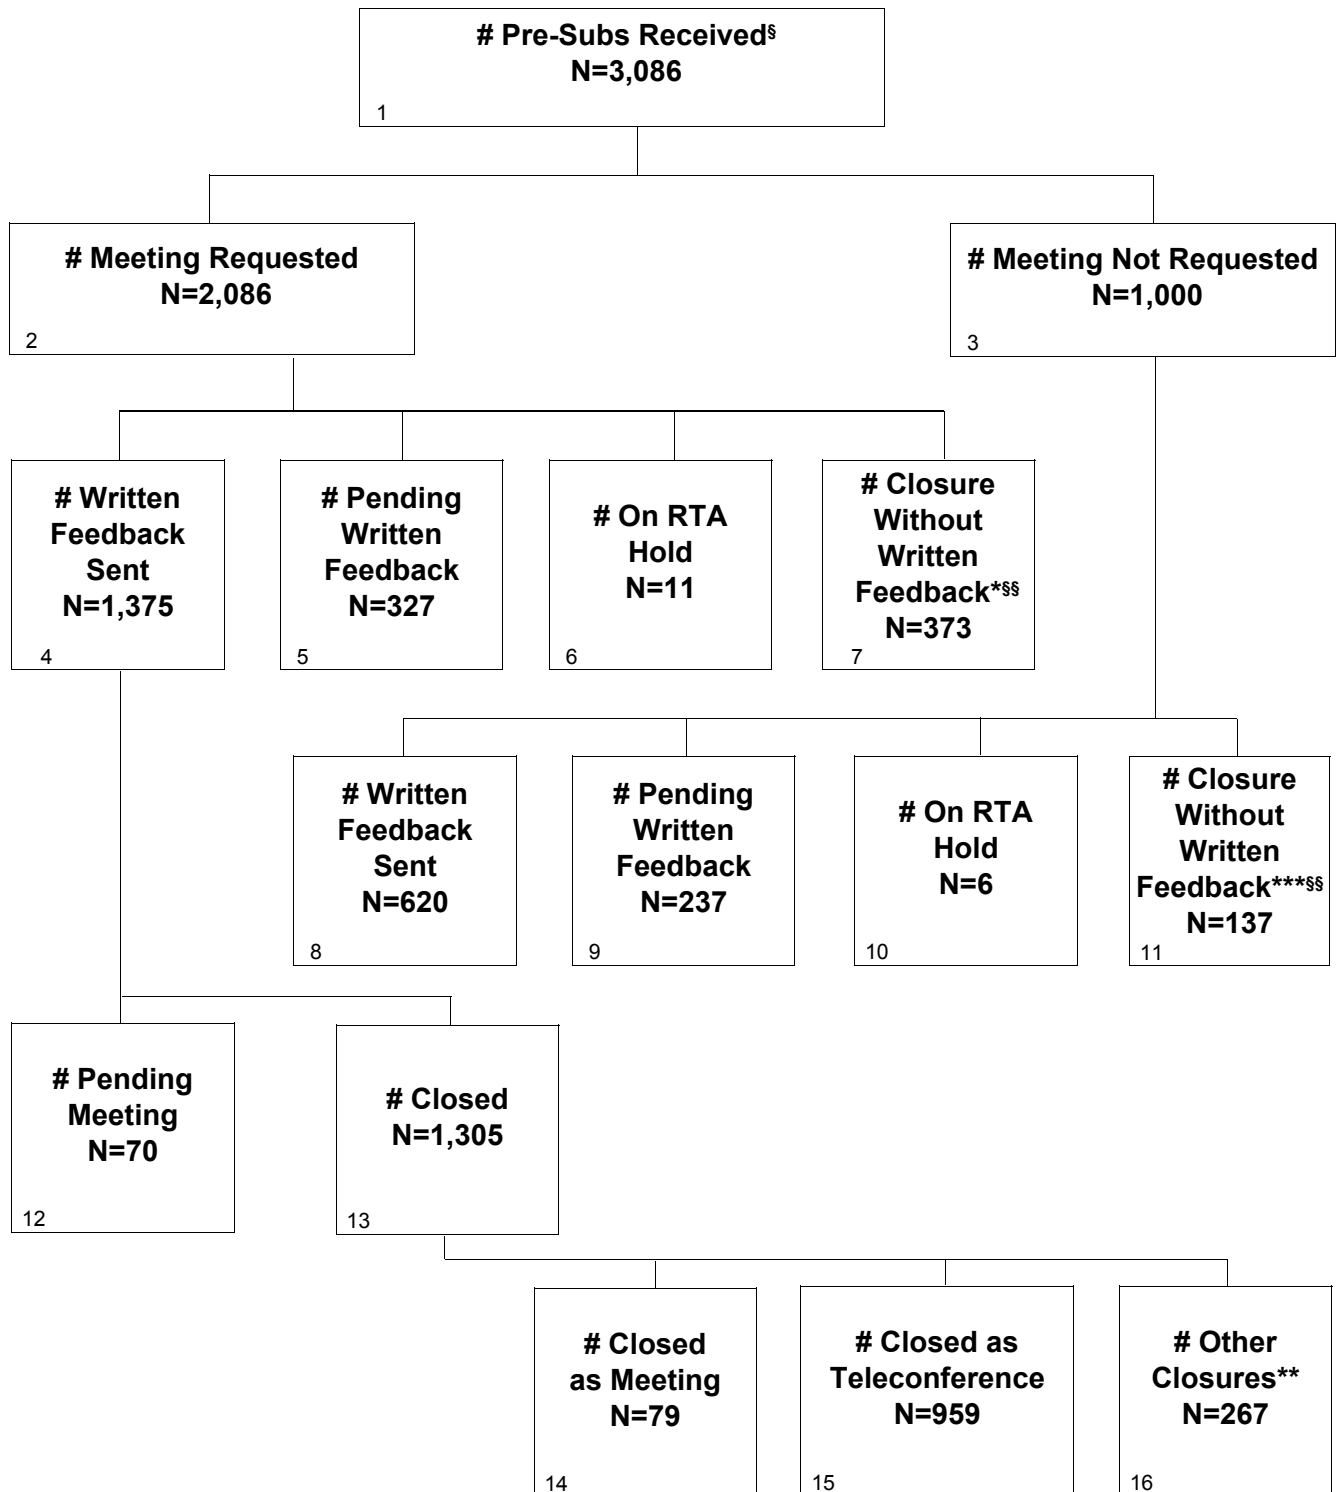 # Pre-Subs Received§
N=3,086
1
# Meeting Requested
N=2,086
2
# Meeting Not Requested
N=1,000
3
# Written
Feedback
Sent
N=1,375
4
# Pending
Written
Feedback
N=327
5
# On RTA
Hold
N=11
6
# Closure
Without
Written
Feedback*§§
N=373
7
# Written
Feedback
Sent
N=620
8
# Pending
Written
Feedback
N=237
9
# On RTA
Hold
N=6
10
# Closure
Without
Written
Feedback***§§
N=137
11
# Pending
Meeting
N=70
12
# Closed
N=1,305
13
# Closed
as Meeting
N=79
14
# Closed as
Teleconference
N=959
15
# Other
Closures**
N=267
16